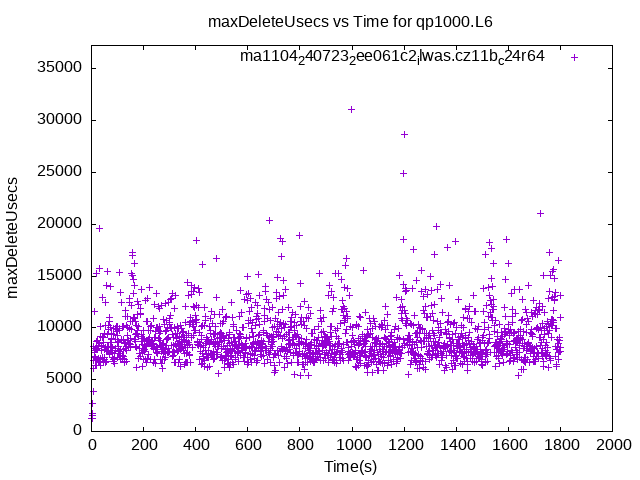 maxDeleteUsecs vs Time for qp1000.L6
ma1104₂40723₂ee061c2ᵢlwas.cz11b꜀24r64
35000
30000
25000
20000
15000
10000
5000
0
maxDeleteUsecs
0 200 400 600 800 1000 1200 1400 1600 1800 2000
Time(s)